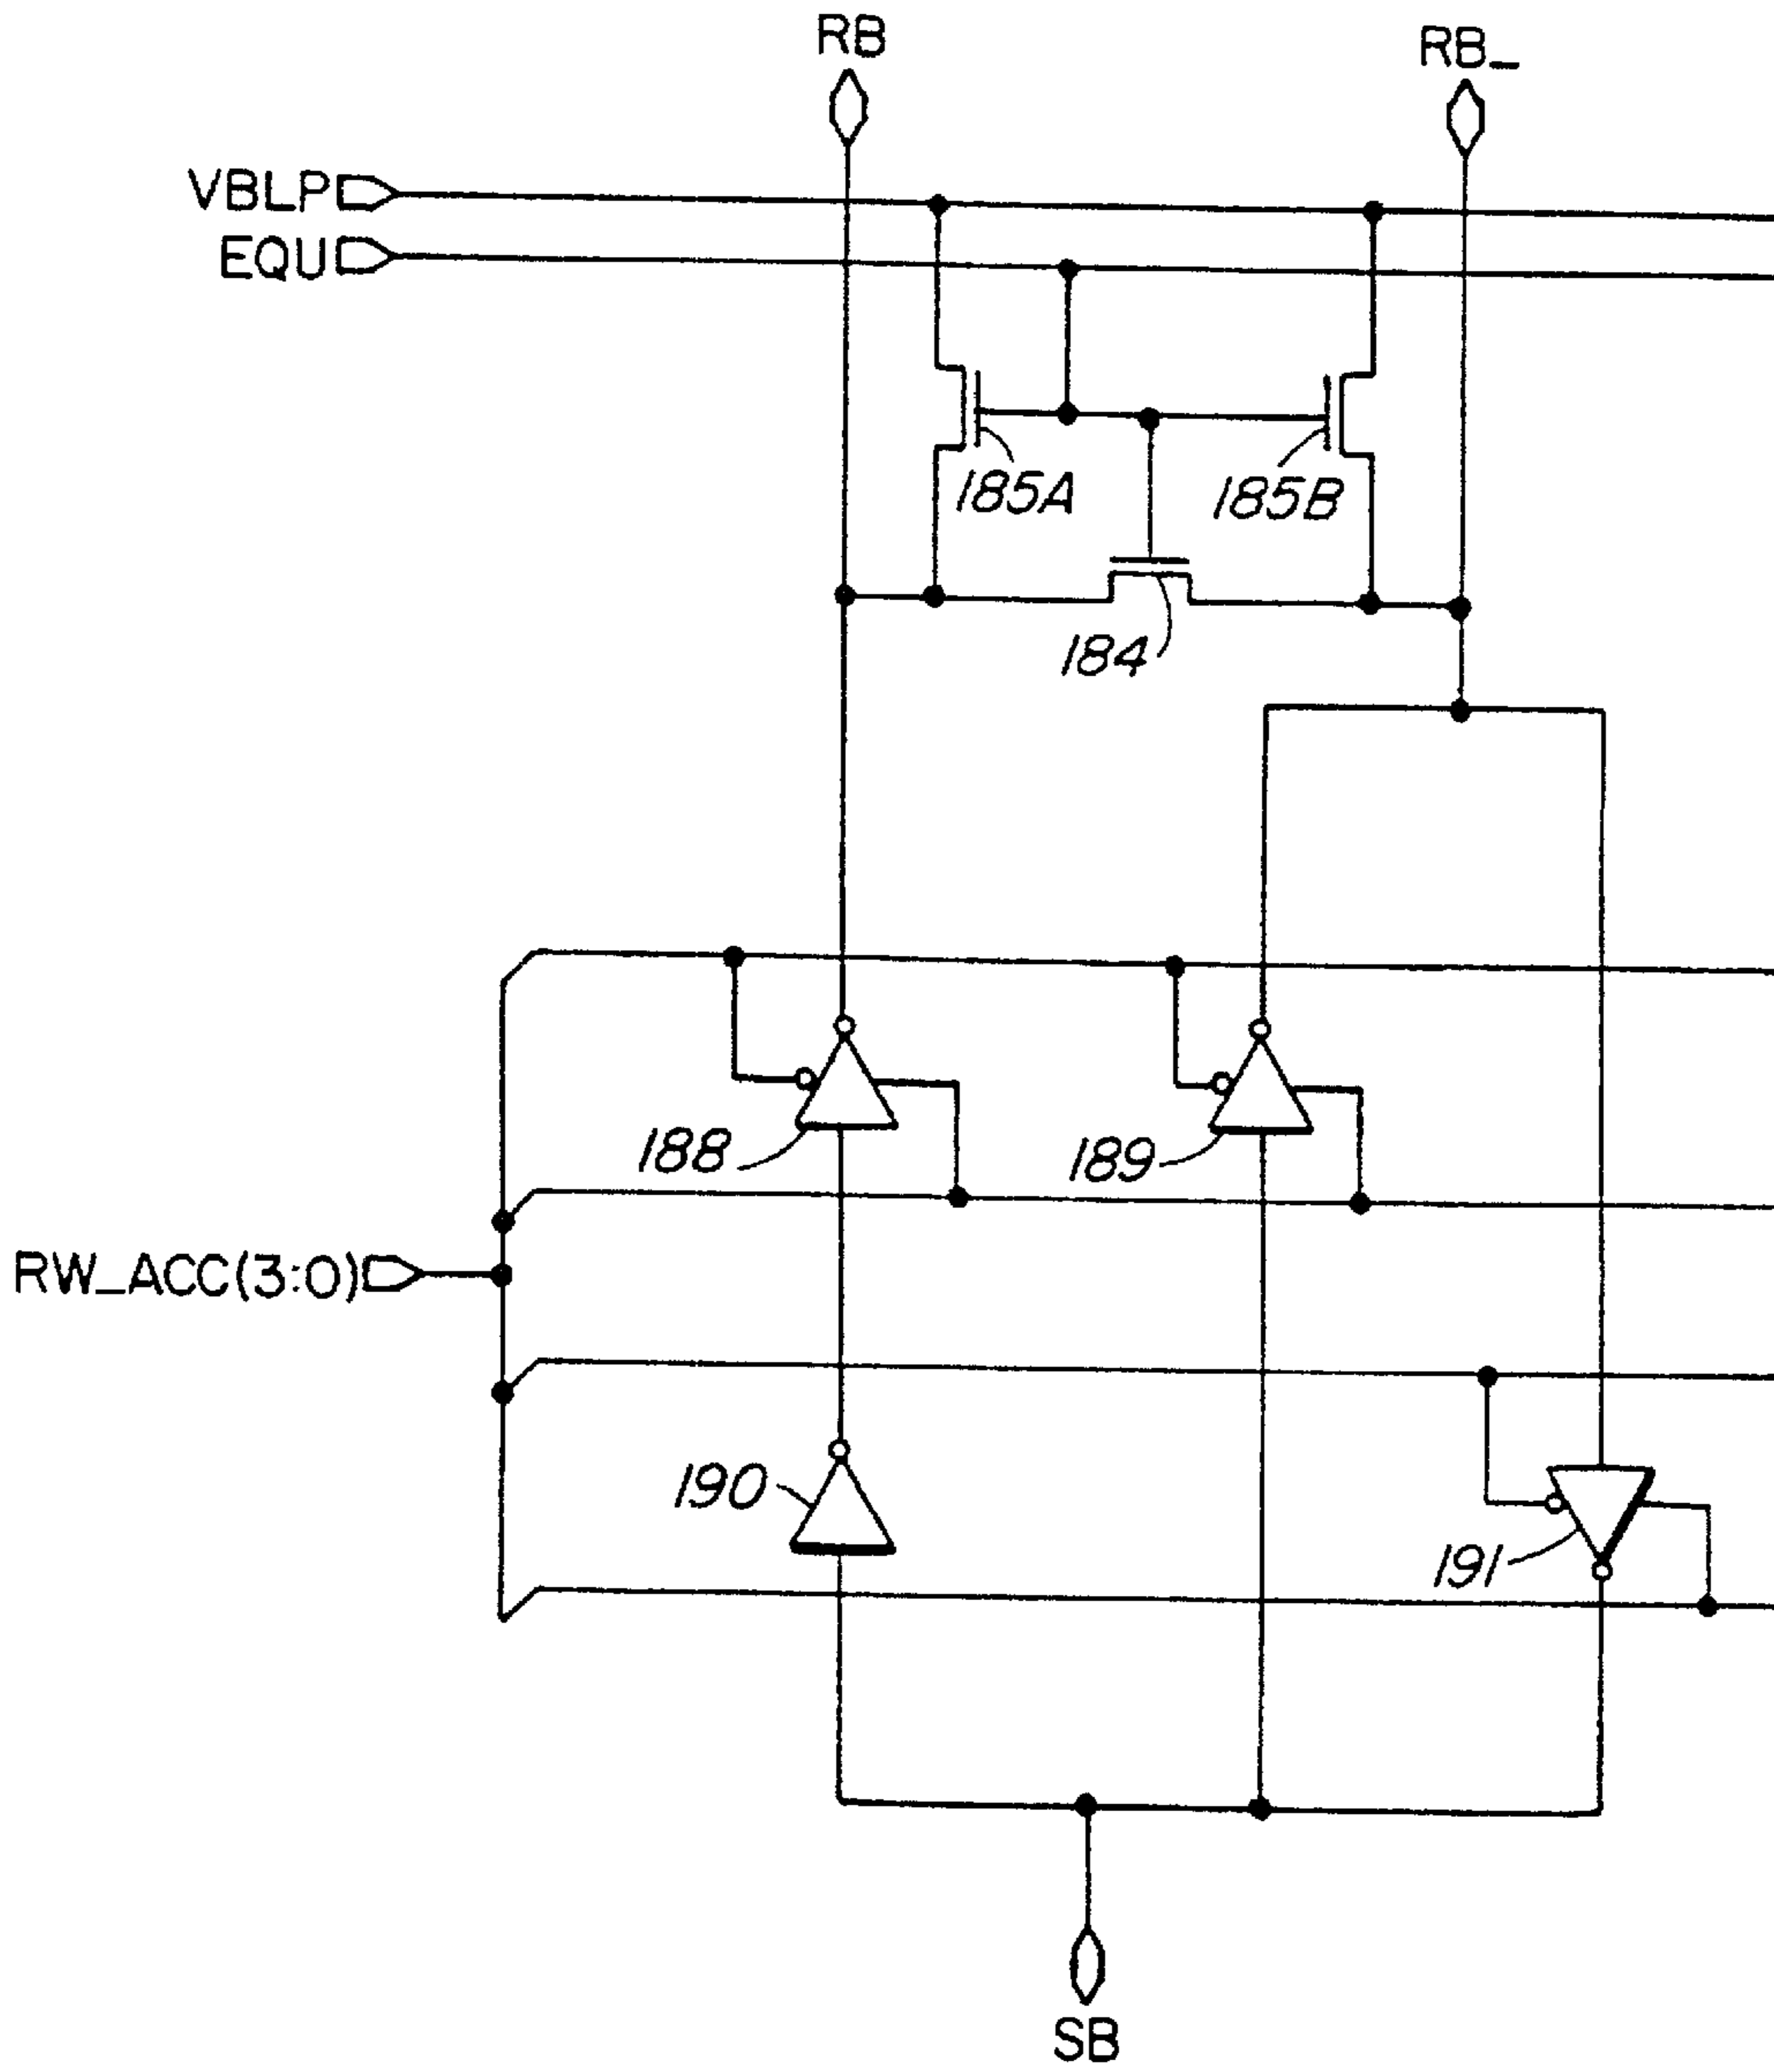 RB
RB_
VBLP
EQU
185A
185B
184
188
189
RW_ACC(3:0)
190
191
SB